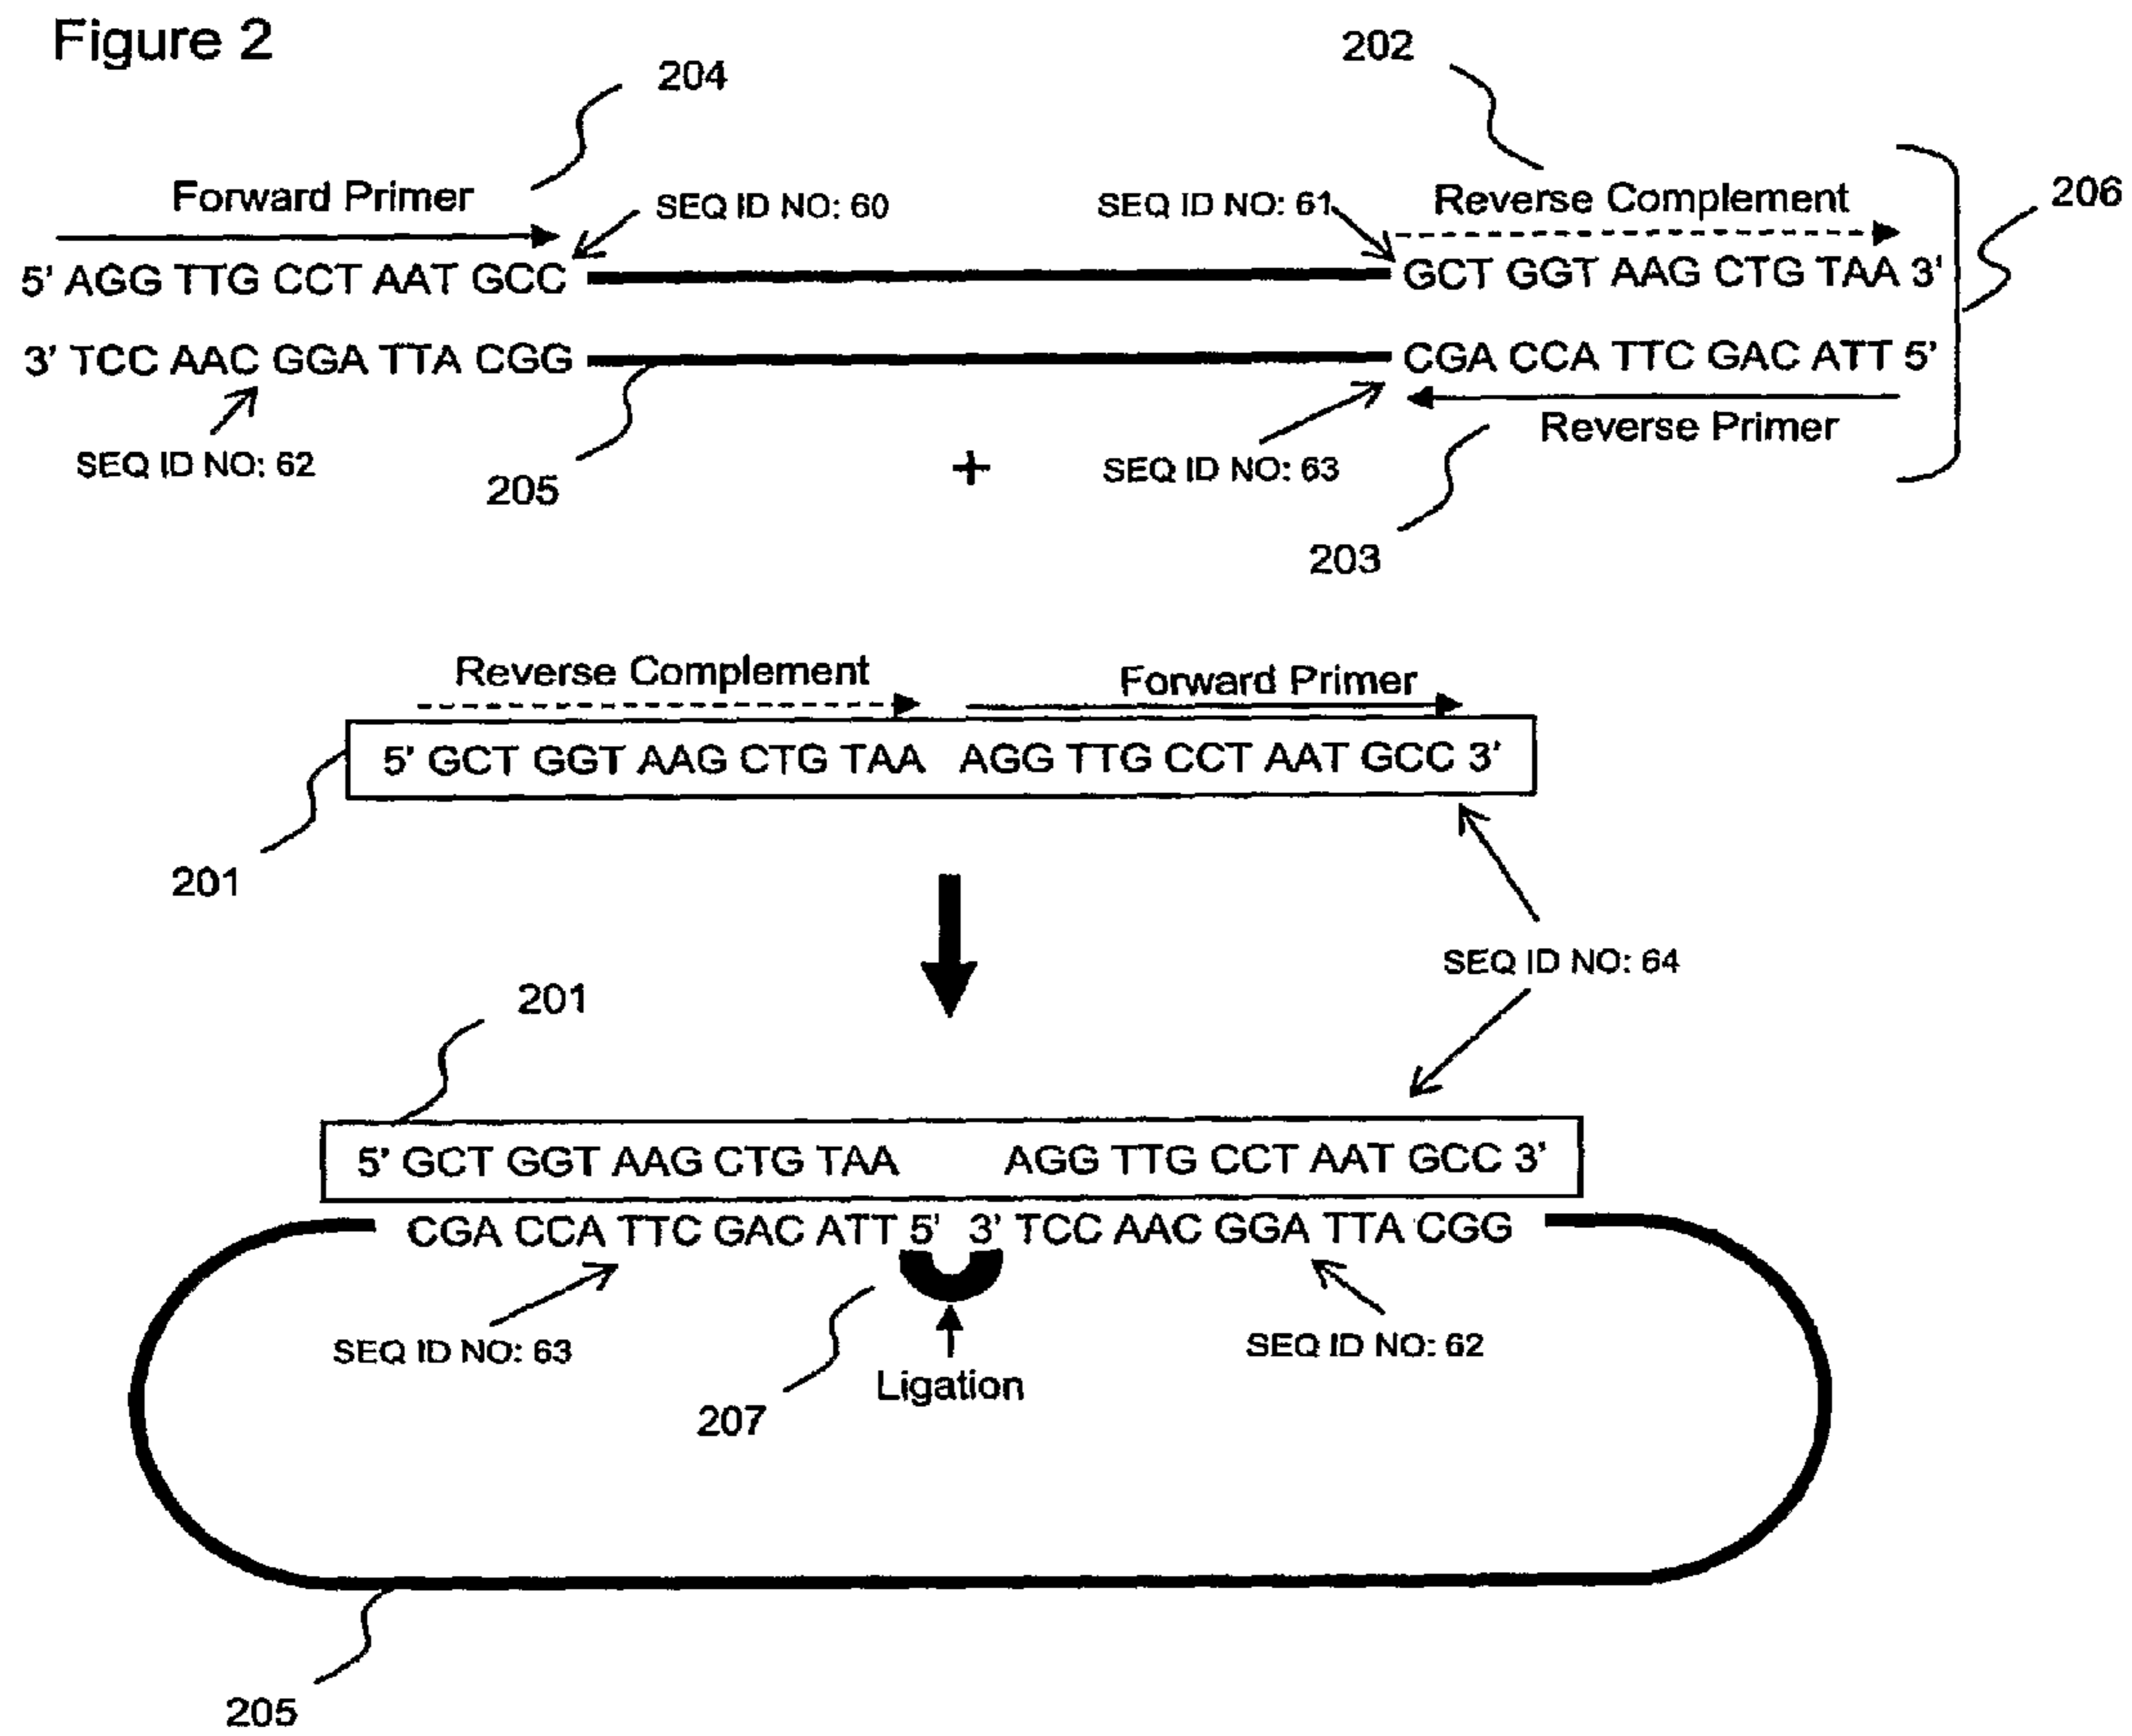 Figure 2
204
202
Forward Primer
SEQ ID NO: 60
SEQ ID NO: 61
Reverse Complement
206
5' AGG TTG CCT AAT GCC
GCT GGT AAG CTG TAA 3'
3' TCC AAC GGA TTA CGG
CGA CCA TTC GAC ATT 5'
Reverse Primer
SEQ ID NO: 62
205
+
SEQ ID NO: 63
203
Reverse Complement
Forward Primer
5' GCT GGT AAG CTG TAA AGG TTG CCT AAT GCC 3'
201
SEQ ID NO: 64
201
5' GCT GGT AAG CTG TAA AGG TTG CCT AAT GCC 3'
CGA CCA TTC GAC ATT 5' 3' TCC AAC GGA TTA CGG
SEQ ID NO: 63
SEQ ID NO: 62
Ligation
207
205